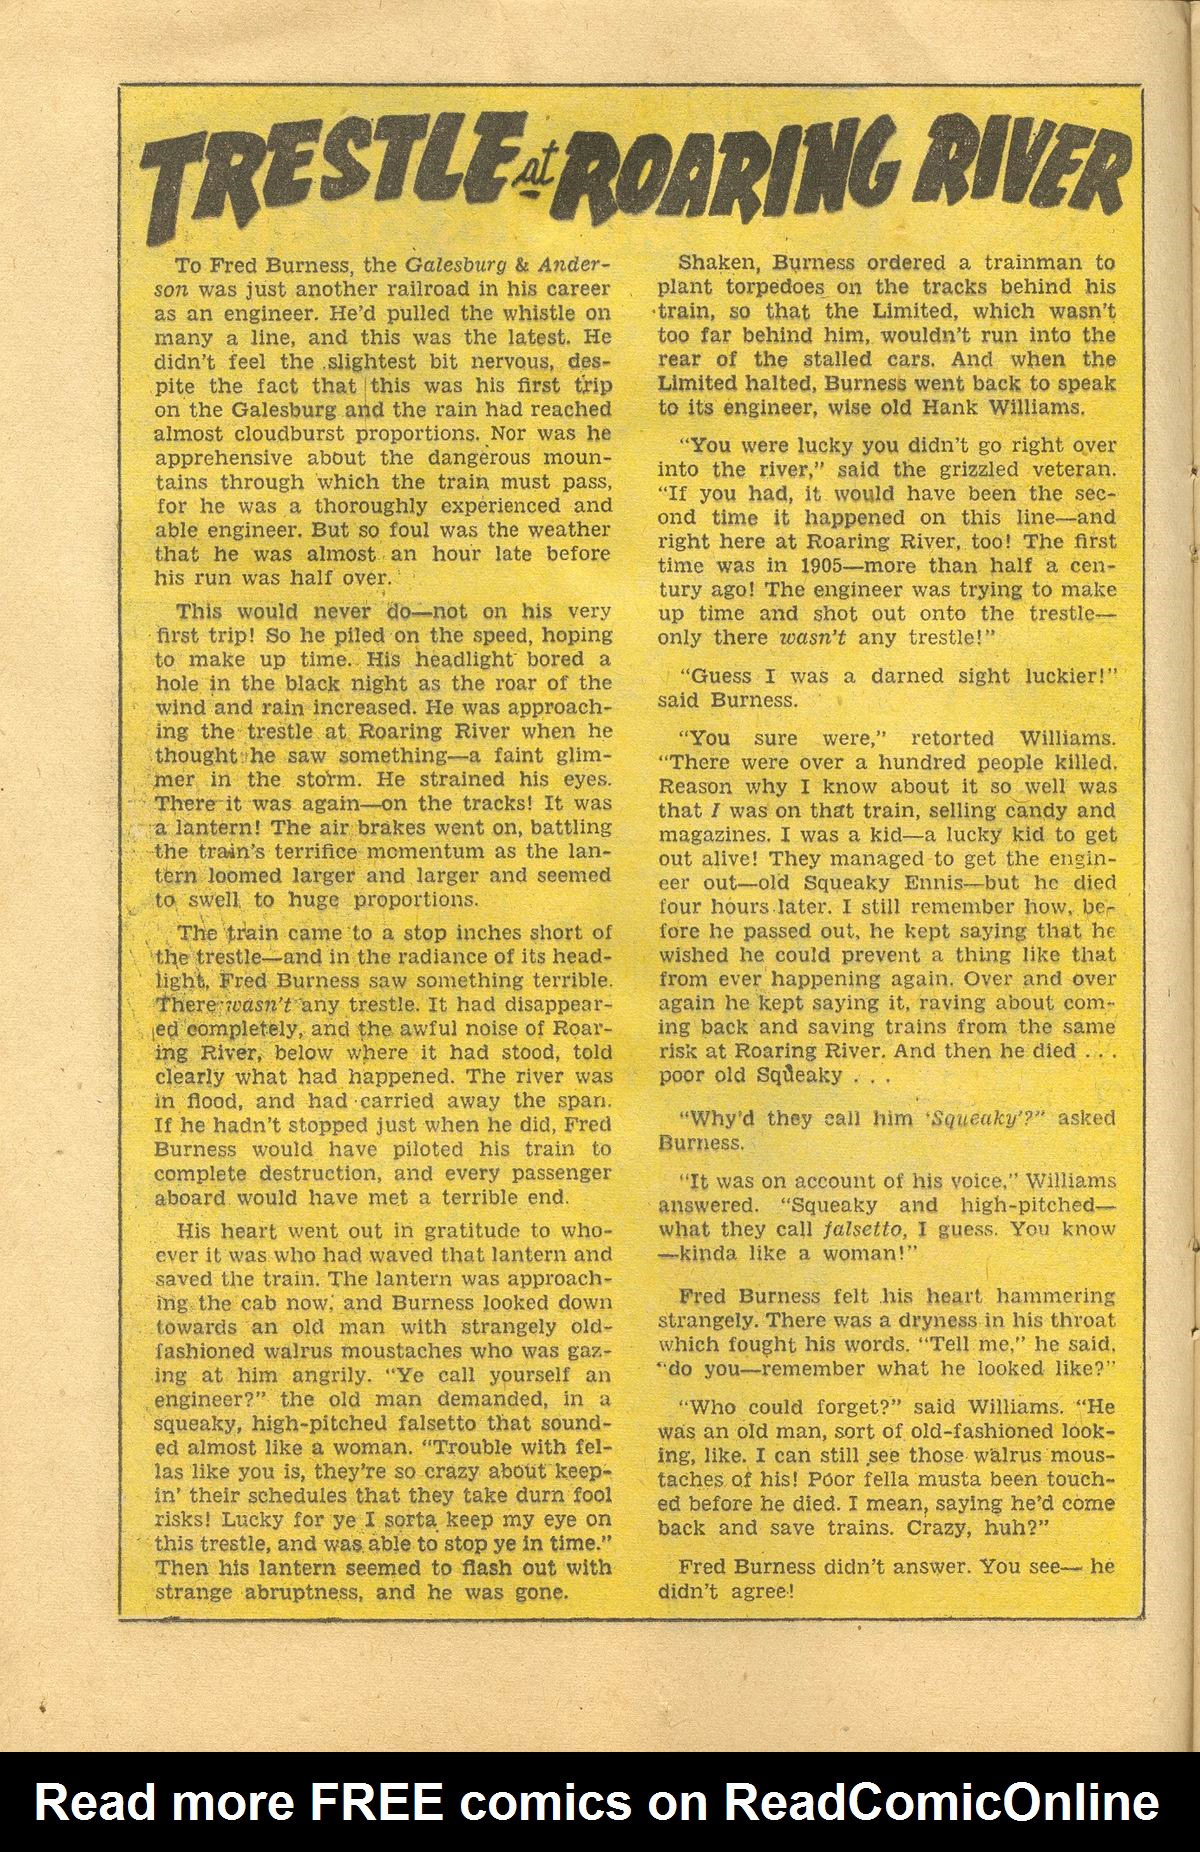 TRESTLE at ROARING RIVER
To Fred Burness, the Galesburg & Ander-
son was just another railroad in his career
as an engineer. He'd pulled the whistle on
many a line, and this was the latest. He
didn't feel the slightest bit nervous, des-
pite the fact that this was his first trip
on the Galesburg and the rain had reached
almost cloudburst proportions. Nor was he
apprehensive about the dangerous moun-
tains through which the train must pass,
for he was a thoroughly experienced and
able engineer. But so foul was the weather
that he was almost an hour late before
his run was half over.
This would never do—not on his very
first trip! So he piled on the speed, hoping
to make up time. His headlight bored a
hole in the black night as the roar of the
wind and rain increased. He was approach-
ing the trestle at Roaring River when he
thought he saw something—a faint glim-
mer in the storm. He strained his eyes.
There it was again—on the tracks! It was
a lantern! The air brakes went on, battling
the train's terrifice momentum as the lan-
tern loomed larger and larger and seemed
to swell to huge proportions.
The train came to a stop inches short of
the trestle—and in the radiance of its head-
light, Fred Burness saw something terrible.
There wasn't any trestle. It had disappear-
ed completely, and the awful noise of Roar-
ing River, below where it had stood, told
clearly what had happened. The river was
in flood, and had carried away the span.
If he hadn't stopped just when he did, Fred
Burness would have piloted his train to
complete destruction, and every passenger
aboard would have met a terrible end.
His heart went out in gratitude to who-
ever it was who had waved that lantern and
saved the train. The lantern was approach-
ing the cab now, and Burness looked down
towards an old man with strangely old-
fashioned walrus moustaches who was gaz-
ing at him angrily. "Ye call yourself an
engineer?" the old man demanded, in a
squeaky, high-pitched falsetto that sound-
ed almost like a woman. "Trouble with fel-
las like you is, they're so crazy about keep-
in' their schedules that they take durn fool
risks! Lucky for ye I sorta keep my eye on
this trestle, and was able to stop ye in time."
Then his lantern seemed to flash out with
strange abruptness, and he was gone.
Shaken, Burness ordered a trainman to
plant torpedoes on the tracks behind his
train, so that the Limited, which wasn't
too far behind him, wouldn't run into the
rear of the stalled cars. And when the
Limited halted, Burness went back to speak
to its engineer, wise old Hank Williams.
"You were lucky you didn't go right over
into the river," said the grizzled veteran.
"If you had, it would have been the sec-
ond time it happened on this line—and
right here at Roaring River, too! The first
time was in 1905—more than half a cen-
tury ago! The engineer was trying to make
up time and shot out onto the trestle—
only there wasn't any trestle!"
"Guess I was a darned sight luckier!"
said Burness.
"You sure were," retorted Williams.
"There were over a hundred people killed.
Reason why I know about it so well was
that I was on that train, selling candy and
magazines. I was a kid—a lucky kid to get
out alive! They managed to get the engin-
eer out—old Squeaky Ennis—but he died
four hours later. I still remember how, be-
fore he passed out, he kept saying that he
wished he could prevent a thing like that
from ever happening again. Over and over
again he kept saying it, raving about com-
ing back and saving trains from the same
risk at Roaring River. And then he died . . .
poor old Squeaky . . .
"Why'd they call him 'Squeaky'?" asked
Burness.
"It was on account of his voice," Williams
answered. "Squeaky and high-pitched—
what they call falsetto, I guess. You know
—kinda like a woman!"
Fred Burness felt his heart hammering
strangely. There was a dryness in his throat
which fought his words. "Tell me," he said,
"do you—remember what he looked like?"
"Who could forget?" said Williams. "He
was an old man, sort of old-fashioned look-
ing, like. I can still see those walrus mous-
taches of his! Poor fella musta been touch-
ed before he died. I mean, saying he'd come
back and save trains. Crazy, huh?"
Fred Burness didn't answer. You see— he
didn't agree!
Read more FREE comics on ReadComicOnline